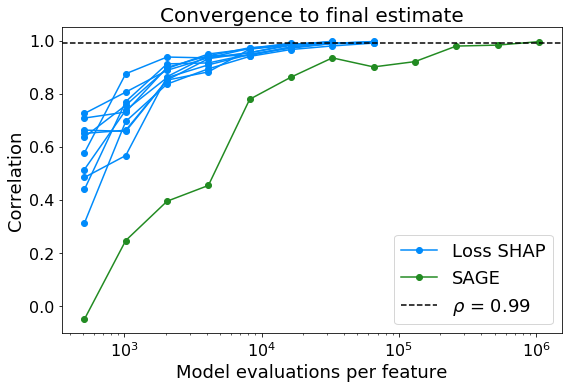 Convergence to final estimate
Correlation
1.0
0.8
0.6
0.4
0.2
0.0
Loss SHAP
SAGE
ρ = 0.99
10³
10⁴
10⁵
10⁶
Model evaluations per feature